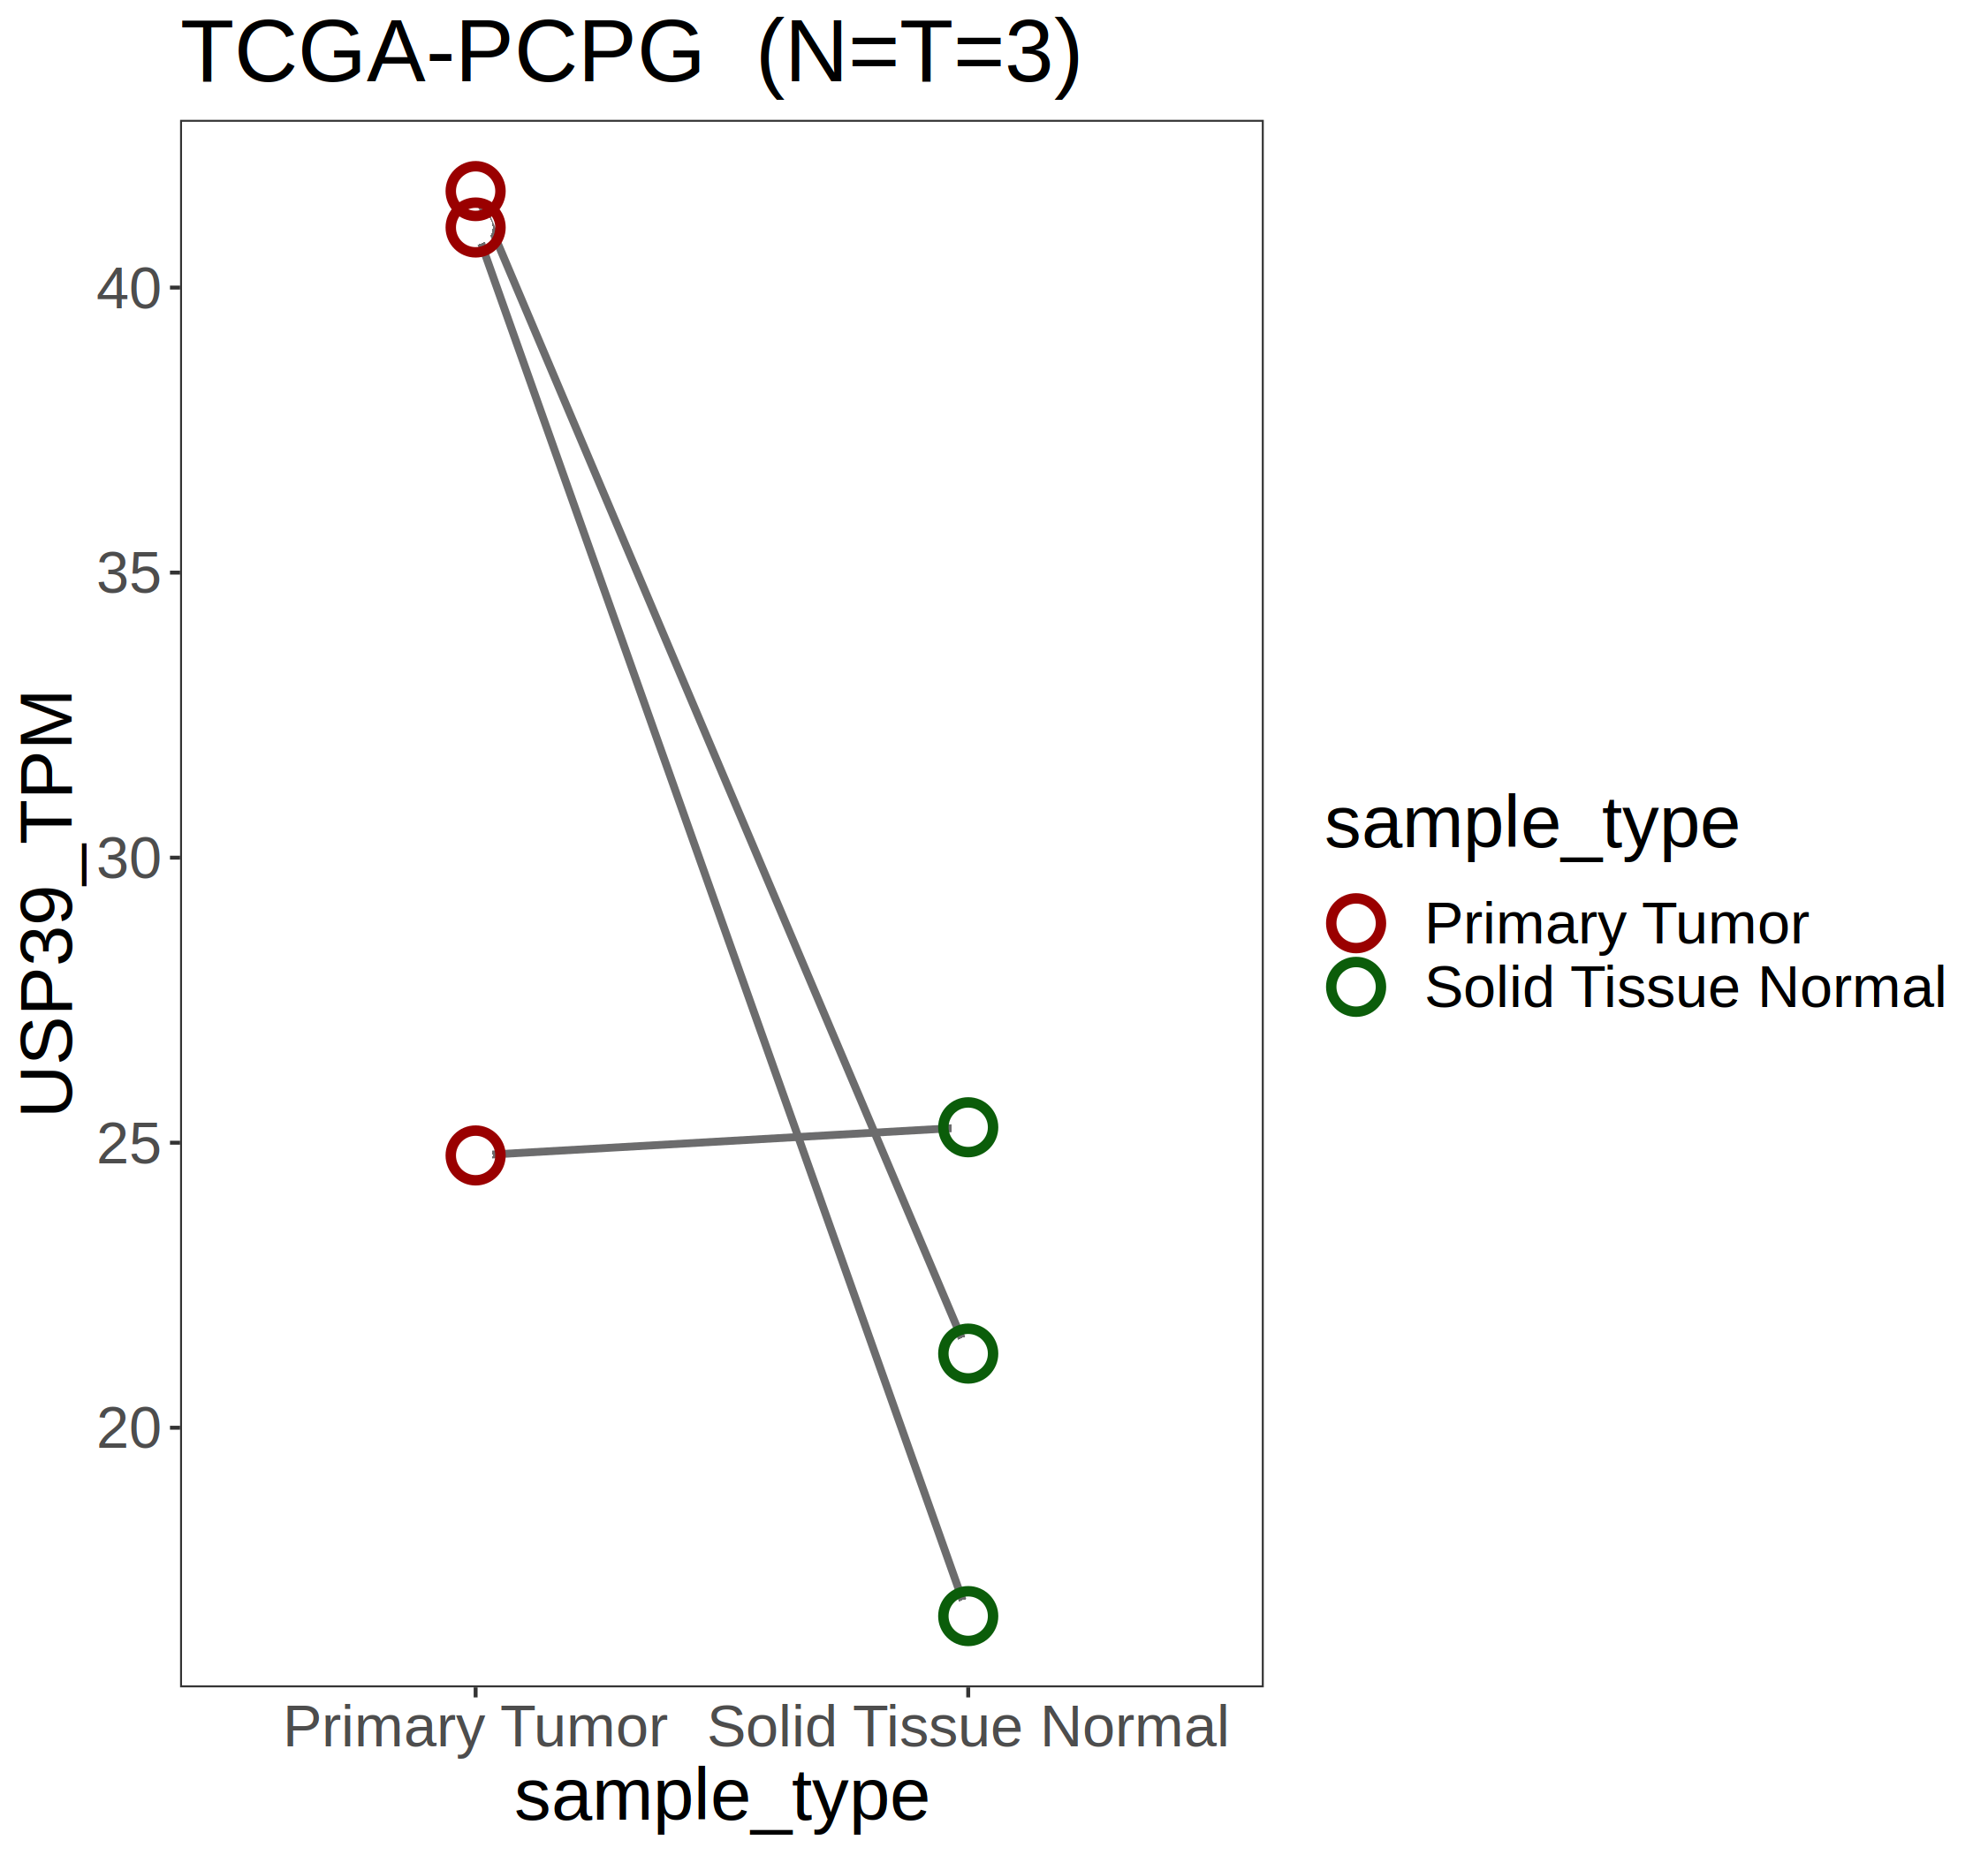 TCGA-PCPG  (N=T=3)
USP39_TPM
40
35
30
25
20
Primary Tumor
Solid Tissue Normal
sample_type
sample_type
Primary Tumor
Solid Tissue Normal